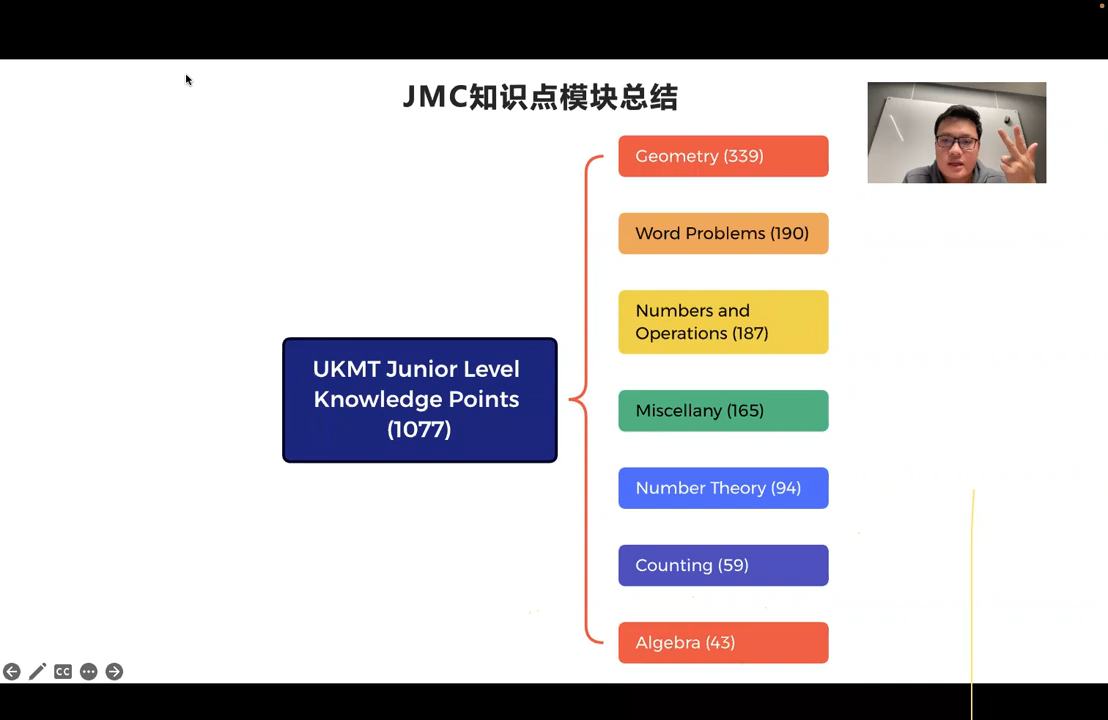 JMC知识点模块总结
Geometry (339)
Word Problems (190)
Numbers and
Operations (187)
UKMT Junior Level
Knowledge Points
(1077)
Miscellany (165)
Number Theory (94)
Counting (59)
Algebra (43)
CC